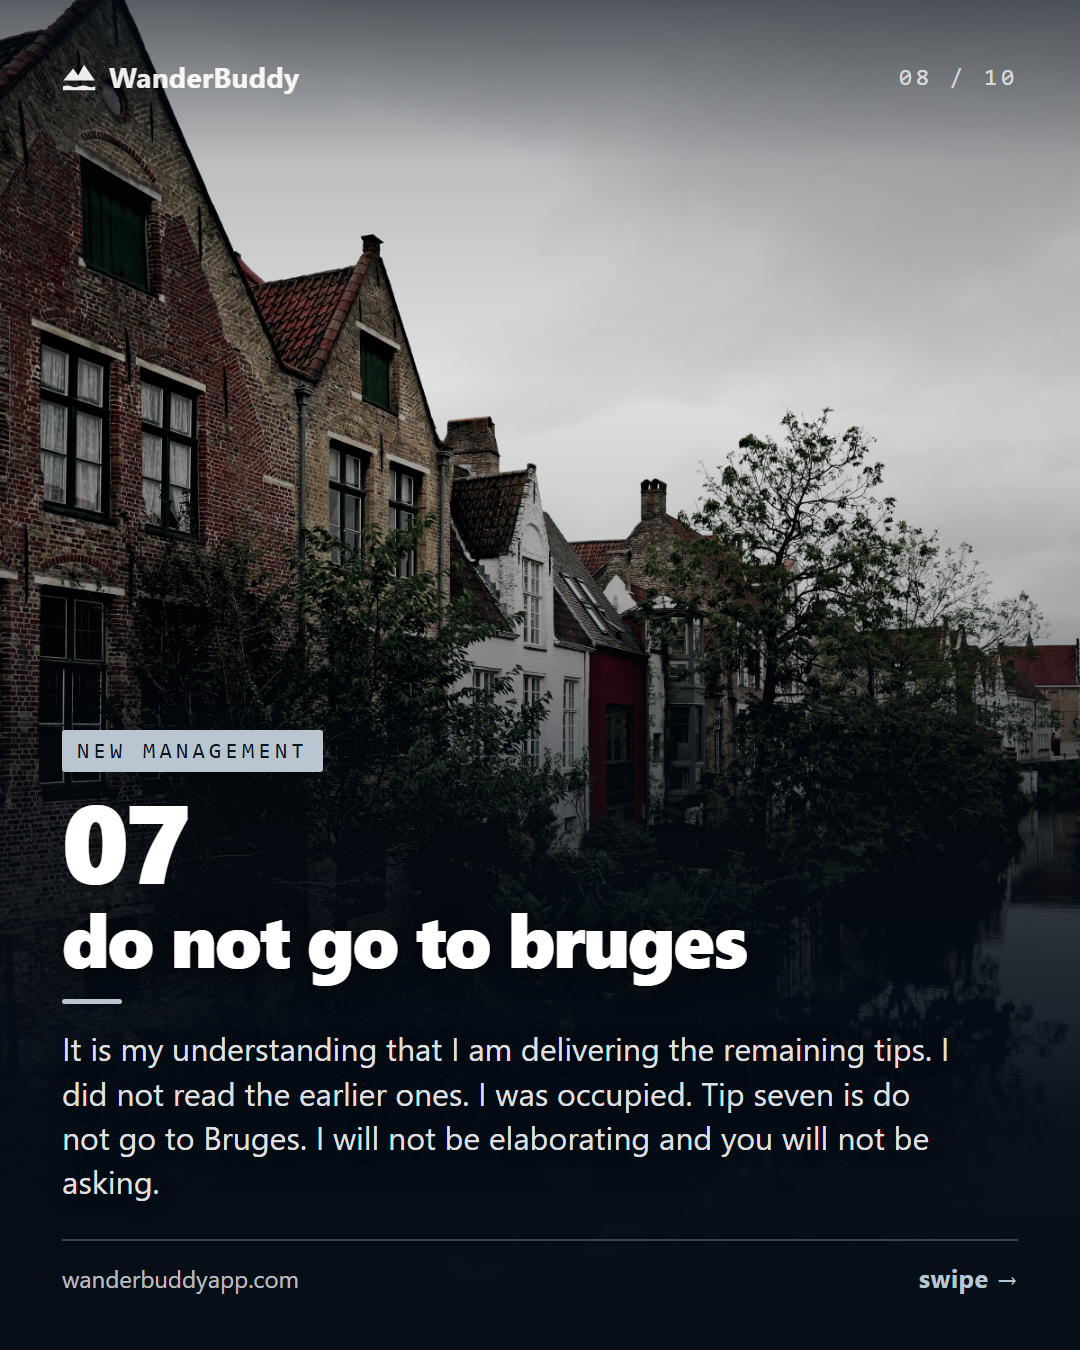 WanderBuddy
08 / 10
NEW MANAGEMENT
07
do not go to bruges
It is my understanding that I am delivering the remaining tips. I
did not read the earlier ones. I was occupied. Tip seven is do
not go to Bruges. I will not be elaborating and you will not be
asking.
wanderbuddyapp.com
swipe →